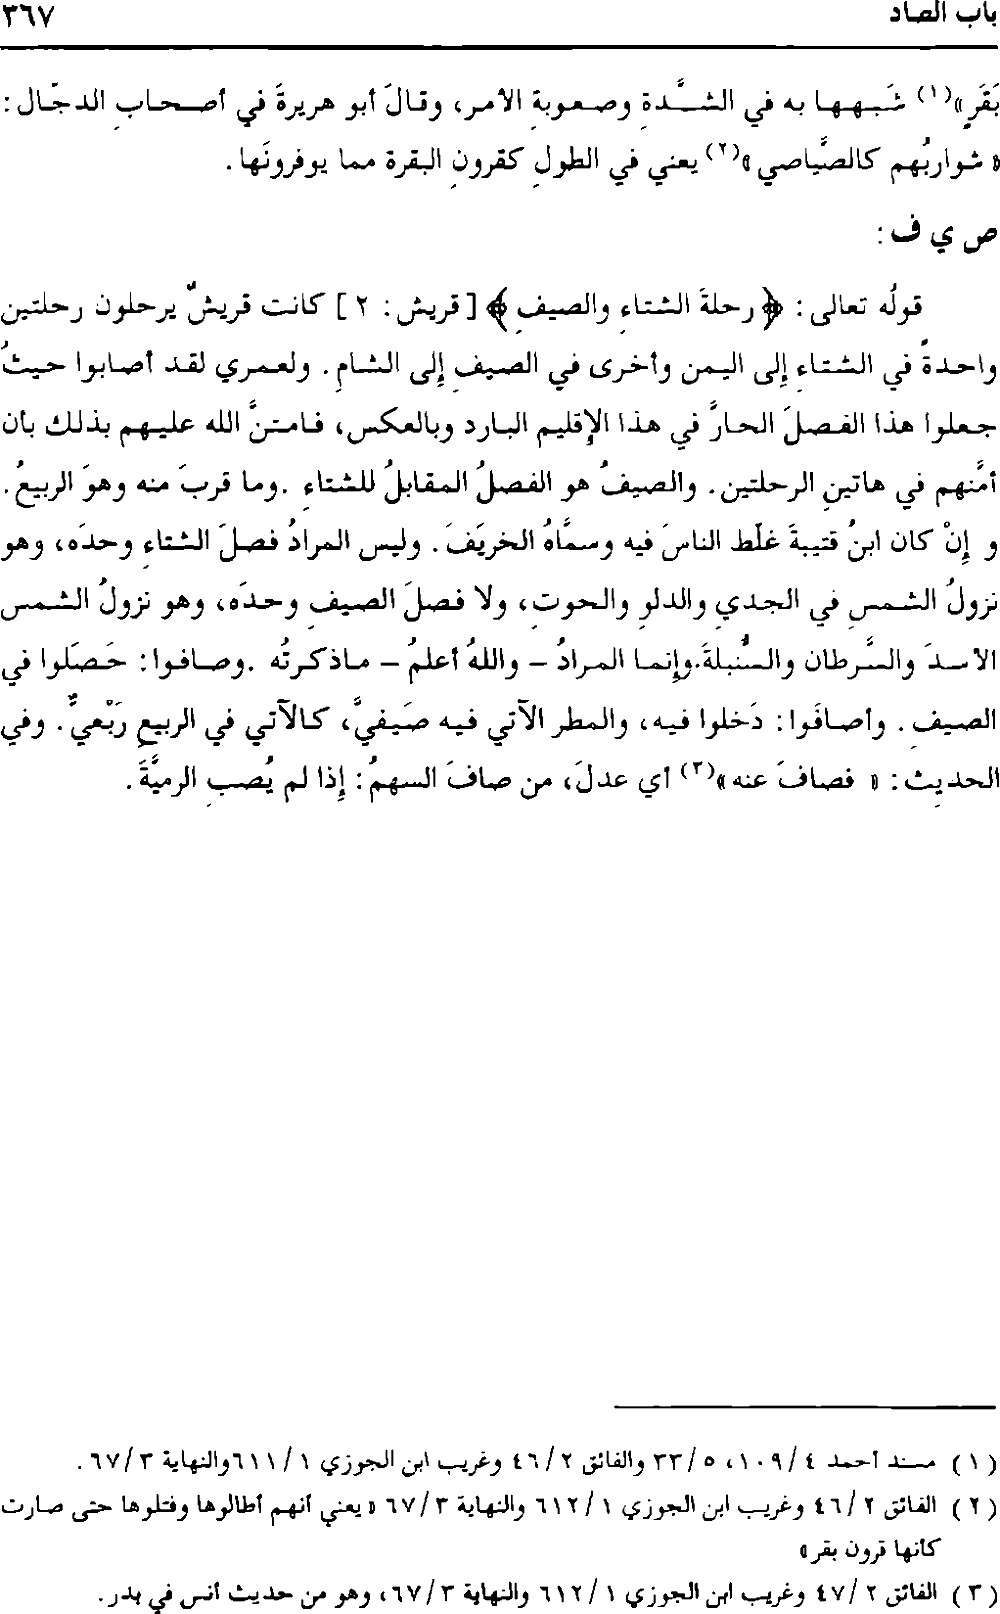 باب الصاد ٣٦٧
بَقَرٍ»(١) شَبهها به في الشدَّةِ وصعوبةِ الأمر، وقالَ أبو هريرةَ في أصحابِ الدجّال:
« شواربُهم كالصَّياصي»(٢) يعني في الطولِ كقرونِ البقرة مما يوفرونَها.
ص ي ف:
قولُه تعالى: ﴿رحلةَ الشتاءِ والصيفِ﴾ [قريش: ٢] كانت قريشٌ يرحلون رحلتين
واحدةً في الشتاءِ إلى اليمن وأخرى في الصيفِ إلى الشامِ. ولعمري لقد أصابوا حيثُ
جعلوا هذا الفصلَ الحارَّ في هذا الإقليم البارد وبالعكس، فامتنَّ الله عليهم بذلك بأن
أمَّنهم في هاتينِ الرحلتين. والصيفُ هو الفصلُ المقابلُ للشتاءِ .وما قربَ منه وهوَ الربيعُ.
و إنْ كان ابنُ قتيبةَ غلَّط الناسَ فيه وسمَّاهُ الخريَفَ. وليس المرادُ فصلَ الشتاءِ وحدَه، وهو
نزولُ الشمسِ في الجديِ والدلوِ والحوتِ، ولا فصلَ الصيفِ وحدَه، وهو نزولُ الشمس
الأسدَ والسَّرطان والسُّنبلةَ.وإنما المرادُ – واللهُ أعلمُ – ماذكرتُه .وصافوا: حَصَلوا في
الصيفِ. وأصافَوا: دَخلوا فيه، والمطر الآتي فيه صَيفيَّ، كالآتي في الربيعِ رَبْعيٌّ. وفي
الحديث: « فصافَ عنه»(٣) أي عدلَ، من صافَ السهمُ: إذا لم يُصبِ الرميَّةَ.
(١) مسند أحمد ٤/ ١٠٩، ٥/ ٣٣ والفائق ٢/ ٤٦ وغريب ابن الجوزي ١/ ٦١١والنهاية ٣/ ٦٧.
(٢) الفائق ٢/ ٤٦ وغريب ابن الجوزي ١/ ٦١٢ والنهاية ٣/ ٦٧ «يعني أنهم أطالوها وفتلوها حتى صارت
كأنها قرون بقر»
(٣) الفائق ٢/ ٤٧ وغريب ابن الجوزي ١/ ٦١٢ والنهاية ٣/ ٦٧، وهو من حديث أنس في بدر.